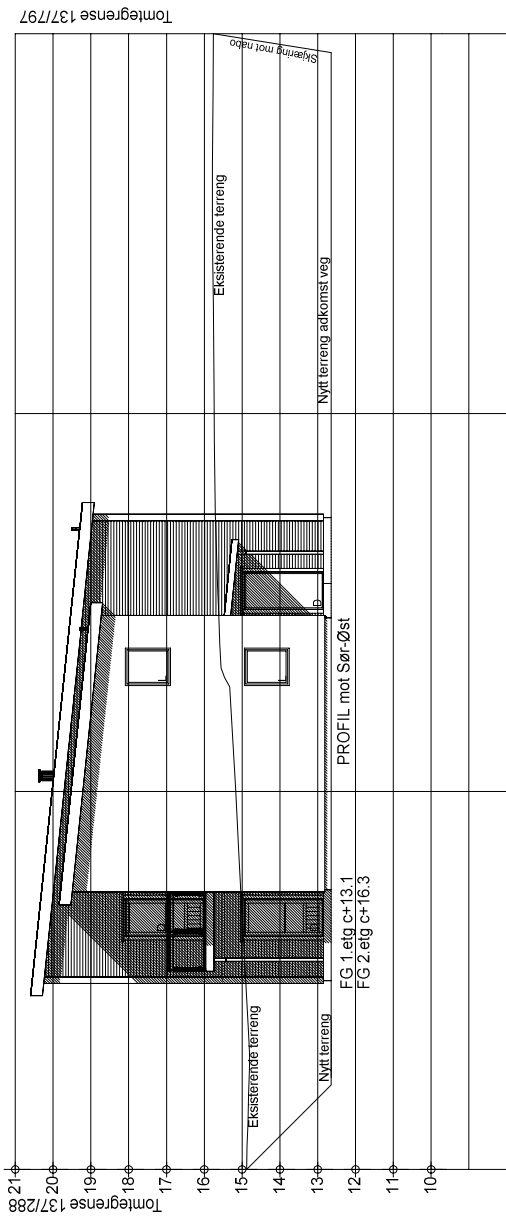 Tomtegrense 137/797
Skjæring mot nabo
Eksisterende terreng
Nytt terreng adkomst veg
PROFIL mot Sør-Øst
FG 1.etg c+13.1
FG 2.etg c+16.3
Eksisterende terreng
Nytt terreng
21
20
19
18
17
16
15
14
13
12
11
10
Tomtegrense 137/288
D
D
D
L
L